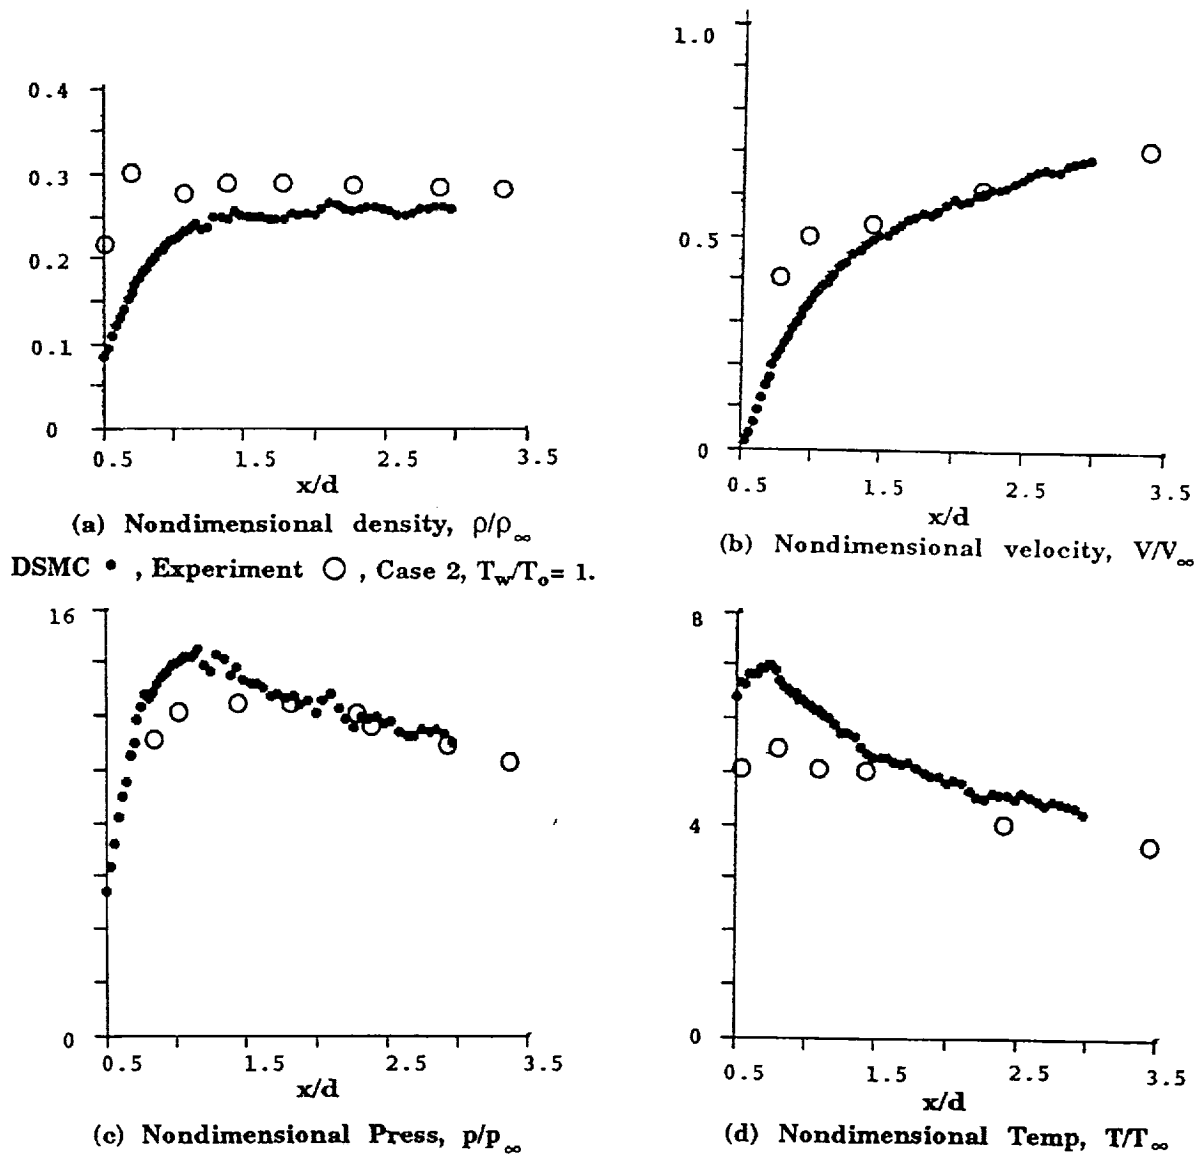 0.4
0.3
0.2
0.1
0
0.5 1.5 2.5 3.5
x/d
(a) Nondimensional density, ρ/ρ∞
1.0
0.5
0
0.5 1.5 2.5 3.5
x/d
(b) Nondimensional velocity, V/V∞
DSMC • , Experiment ○ , Case 2, Tw/To= 1.
16
0
0.5 1.5 2.5 3.5
x/d
(c) Nondimensional Press, p/p∞
8
4
0
0.5 1.5 2.5 3.5
x/d
(d) Nondimensional Temp, T/T∞